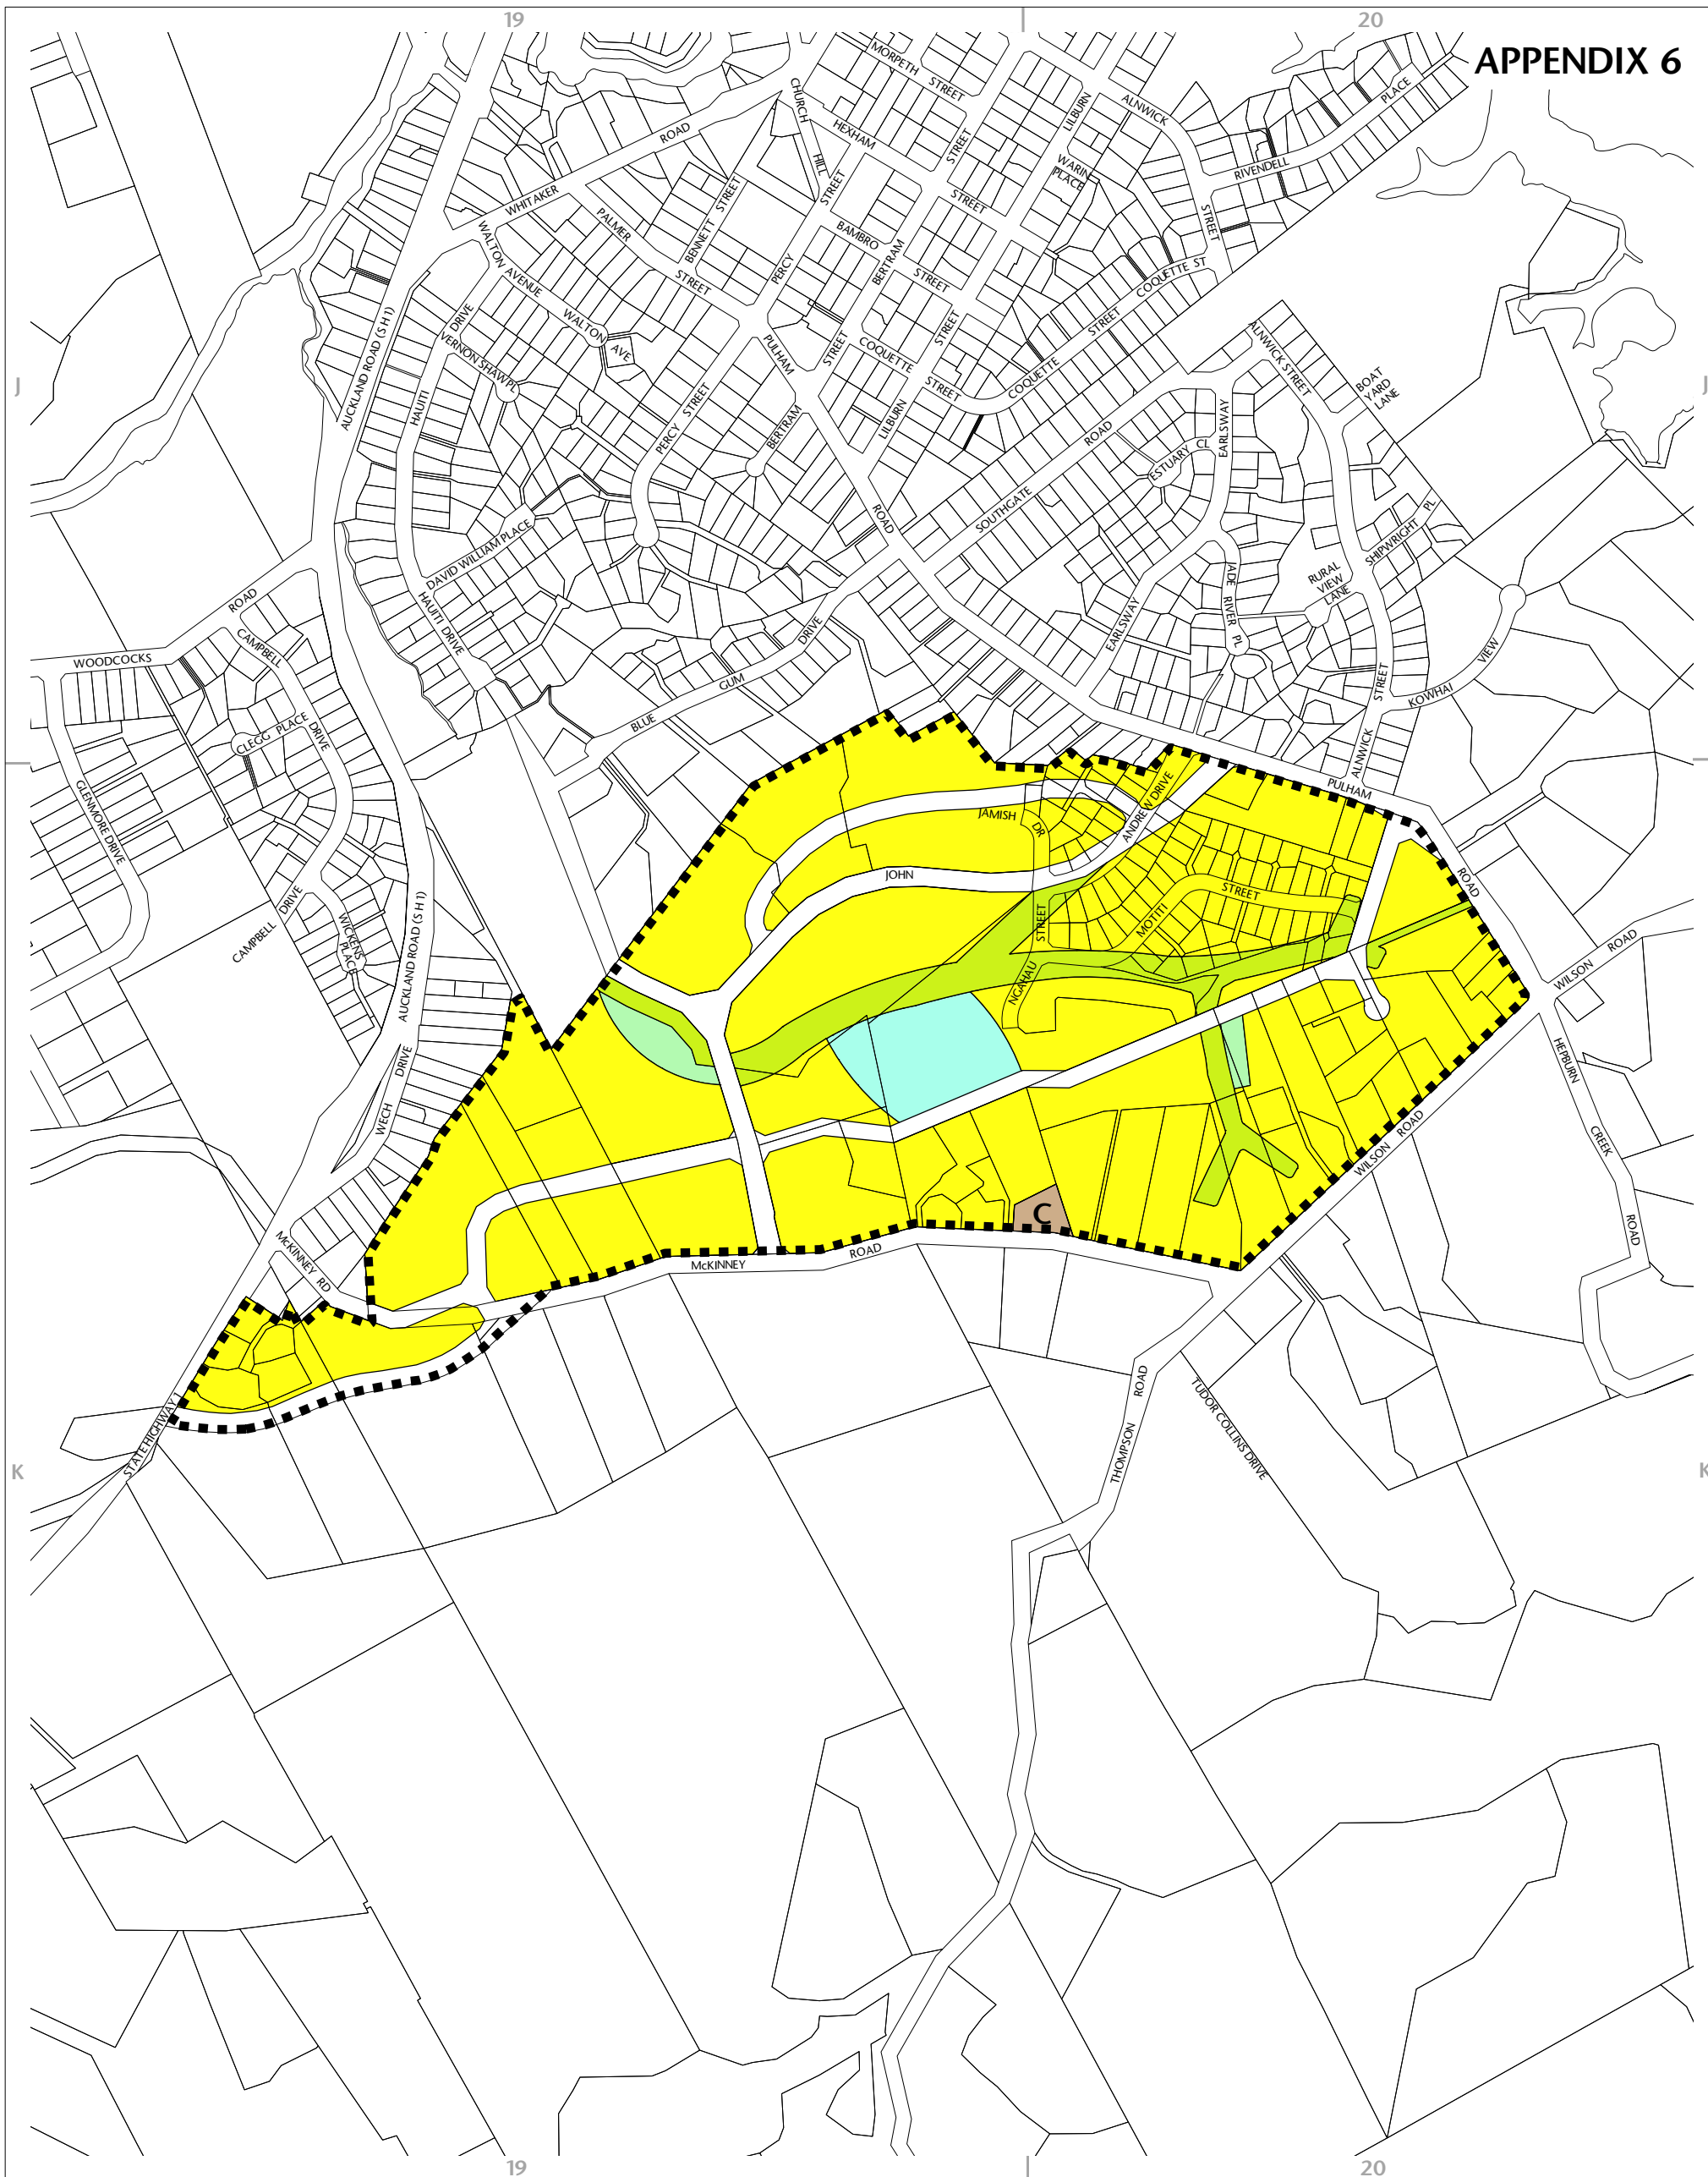 19
20
APPENDIX 6
MORPETH
STREET
CHURCH
HILL
ALNWICK
STREET
PLACE
RIVENDELL
LILBURN
STREET
HEXHAM
STREET
WARIN
PLACE
ROAD
WHITAKER
BENNETT
STREET
PALMER
STREET
STREET
PERCY
BAMBRO
STREET
BERTRAM
STREET
WALTON
AVENUE
WALTON
AVE
COQUETTE ST
STREET
COQUETTE
COQUETTE
STREET
STREET
LILBURN
AUCKLAND ROAD (S H 1)
DRIVE
HAUITI
VERNON SHAW PL
PULHAM
ROAD
STREET
PERCY
BERTRAM
ALNWICK STREET
BOAT
YARD
LANE
J
J
ROAD
SOUTHGATE
EARLSWAY
ESTUARY
CL
SHIPWRIGHT
PL
DAVID WILLIAM PLACE
HAUITI DRIVE
JADE
RIVER
PL
RURAL
VIEW
LANE
EARLSWAY
ROAD
WOODCOCKS
CAMPBELL
DRIVE
CLEGG PLACE
DRIVE
GUM
BLUE
VIEW
KOWHAI
STREET
ALNWICK
PULHAM
ROAD
GLENMORE DRIVE
DRIVE
CAMPBELL
WICKENS
PLACE
AUCKLAND ROAD (S H 1)
JAMISH
DR
ANDREW DRIVE
JOHN
STREET
MOTITI
STREET
NGAHAU
ROAD
WILSON
HEPBURN
CREEK
ROAD
DRIVE
WECH
ROAD
WILSON
C
McKINNEY RD
ROAD
McKINNEY
STATE HIGHWAY
ROAD
THOMPSON
TUDOR COLLINS DRIVE
K
K
19
20